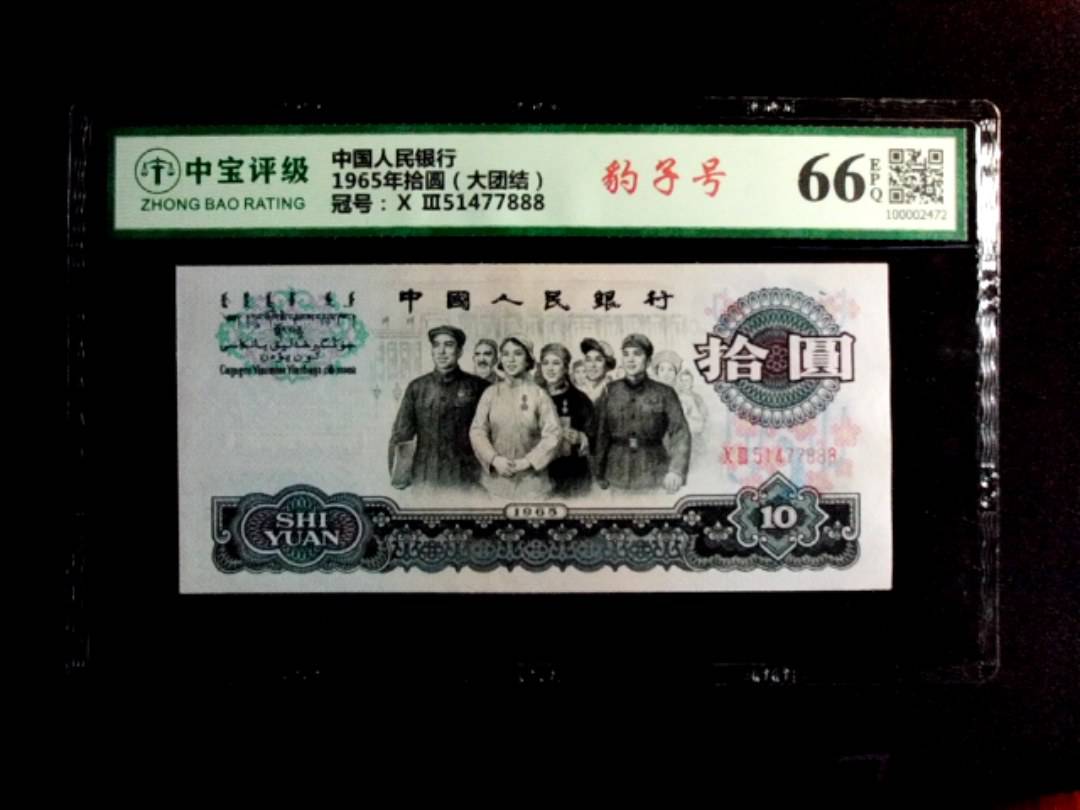 中宝评级
ZHONG BAO RATING
中国人民银行
1965年拾圆（大团结）
冠号：X Ⅲ51477888
豹子号
66
EPQ
100002472
中國人民銀行
拾圓
XⅢ51477888
1965
SHI
YUAN
10